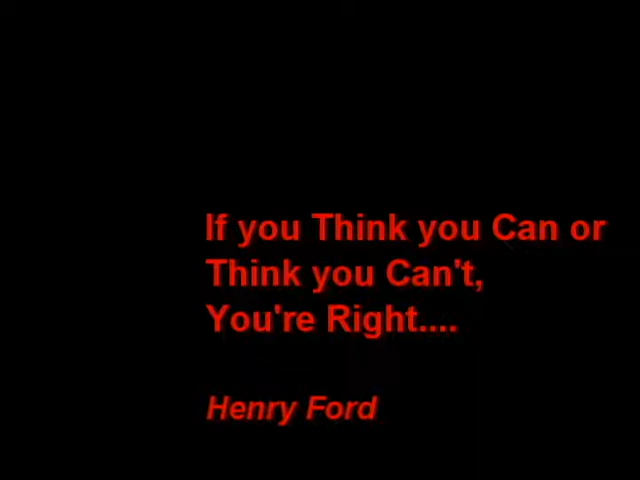 If you Think you Can or
Think you Can't,
You're Right....
Henry Ford